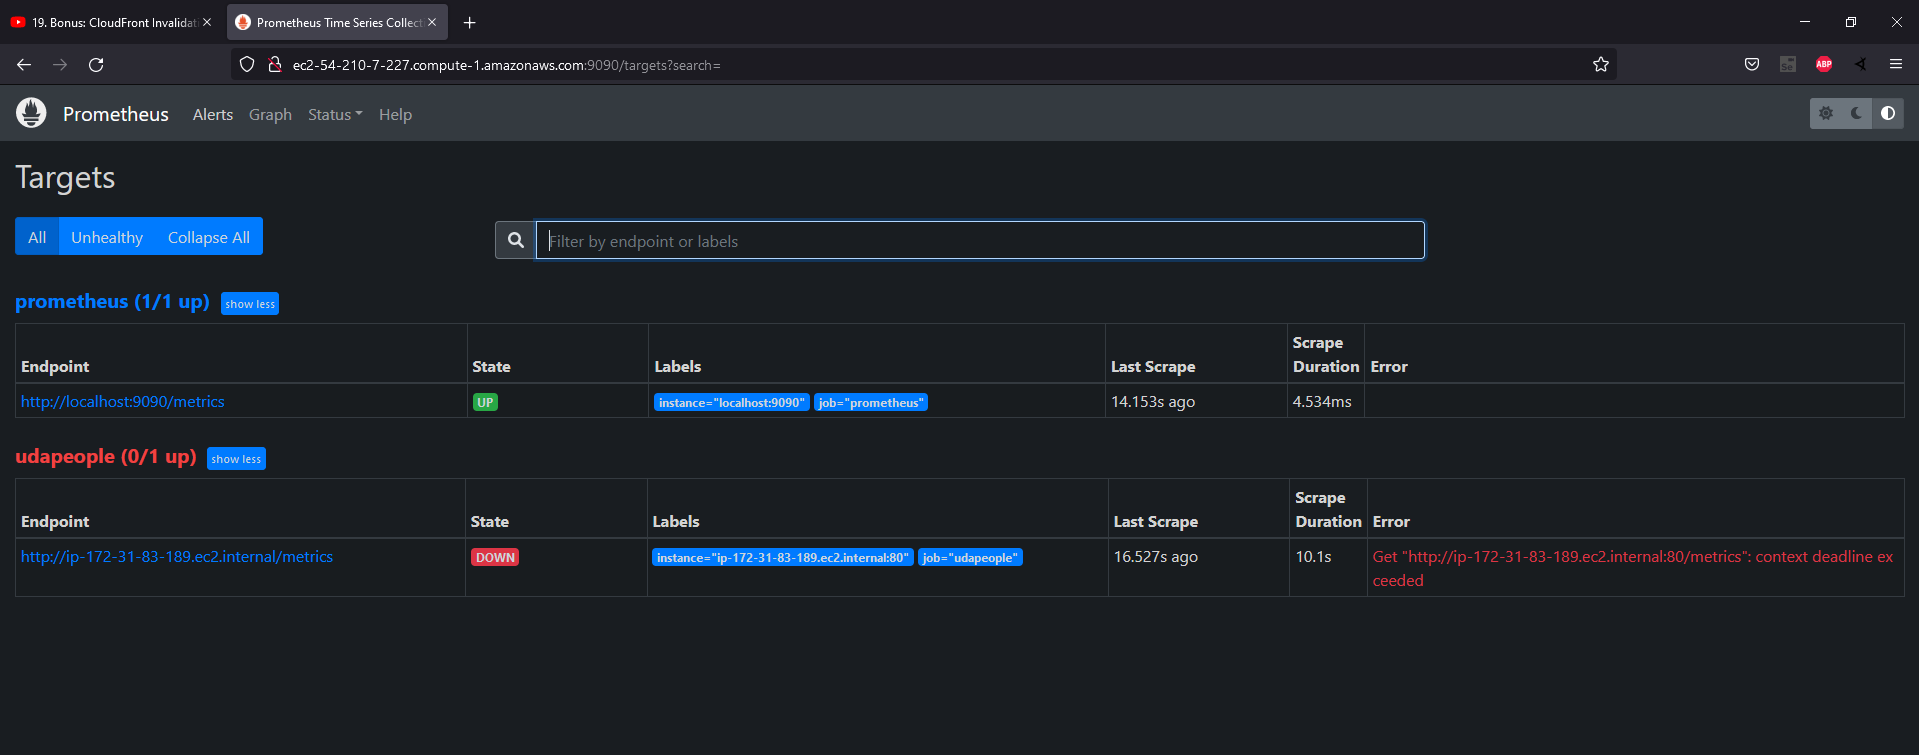 19. Bonus: CloudFront Invalidati
Prometheus Time Series Collecti
ec2-54-210-7-227.compute-1.amazonaws.com:9090/targets?search=
Se
ABP
Prometheus Alerts Graph Status Help
Targets
All Unhealthy Collapse All
Filter by endpoint or labels
prometheus (1/1 up) show less
Endpoint State Labels Last Scrape Scrape Duration Error
http://localhost:9090/metrics UP instance="localhost:9090" job="prometheus" 14.153s ago 4.534ms
udapeople (0/1 up) show less
Endpoint State Labels Last Scrape Scrape Duration Error
http://ip-172-31-83-189.ec2.internal/metrics DOWN instance="ip-172-31-83-189.ec2.internal:80" job="udapeople" 16.527s ago 10.1s Get "http://ip-172-31-83-189.ec2.internal:80/metrics": context deadline ex
ceeded